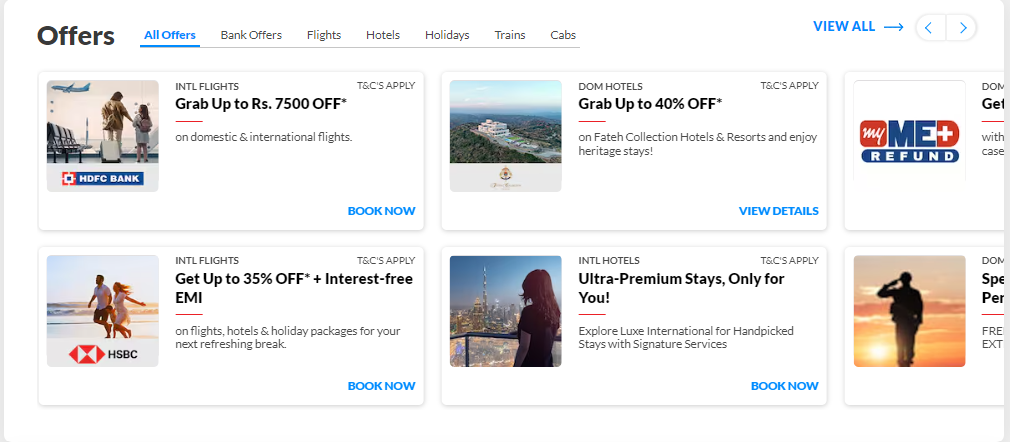 Offers
All Offers
Bank Offers
Flights
Hotels
Holidays
Trains
Cabs
VIEW ALL
INTL FLIGHTS
T&C'S APPLY
Grab Up to Rs. 7500 OFF*
on domestic & international flights.
HDFC BANK
BOOK NOW
DOM HOTELS
T&C'S APPLY
Grab Up to 40% OFF*
on Fateh Collection Hotels & Resorts and enjoy
heritage stays!
VIEW DETAILS
DOM
Get
with
case
my ME+
REFUND
INTL FLIGHTS
T&C'S APPLY
Get Up to 35% OFF* + Interest-free
EMI
on flights, hotels & holiday packages for your
next refreshing break.
HSBC
BOOK NOW
INTL HOTELS
T&C'S APPLY
Ultra-Premium Stays, Only for
You!
Explore Luxe International for Handpicked
Stays with Signature Services
BOOK NOW
DOM
Spe
Per
FRE
EXT